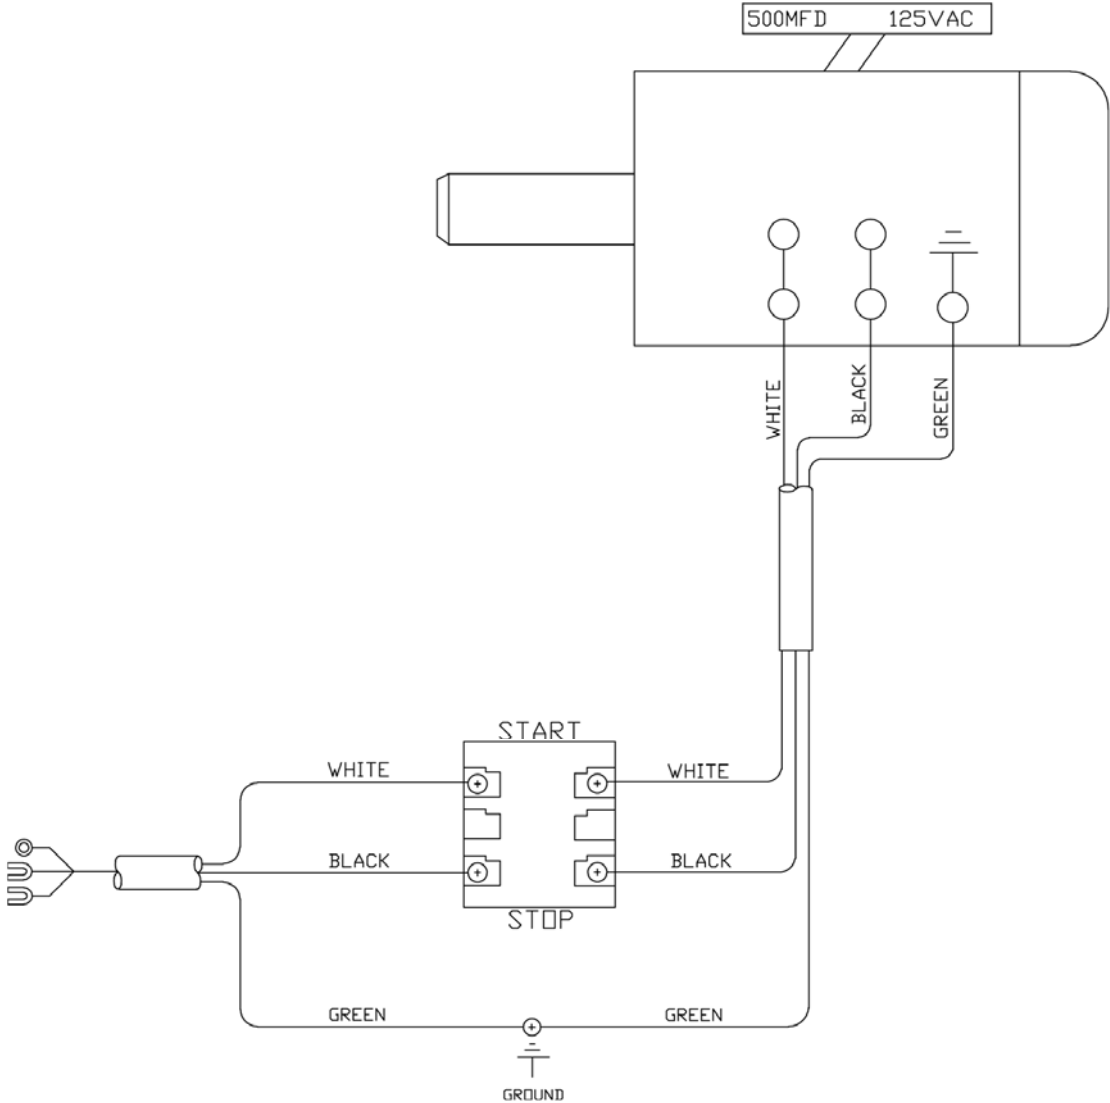 500MFD 125VAC
WHITE
BLACK
GREEN
START
WHITE
WHITE
BLACK
BLACK
STOP
GREEN
GREEN
GROUND